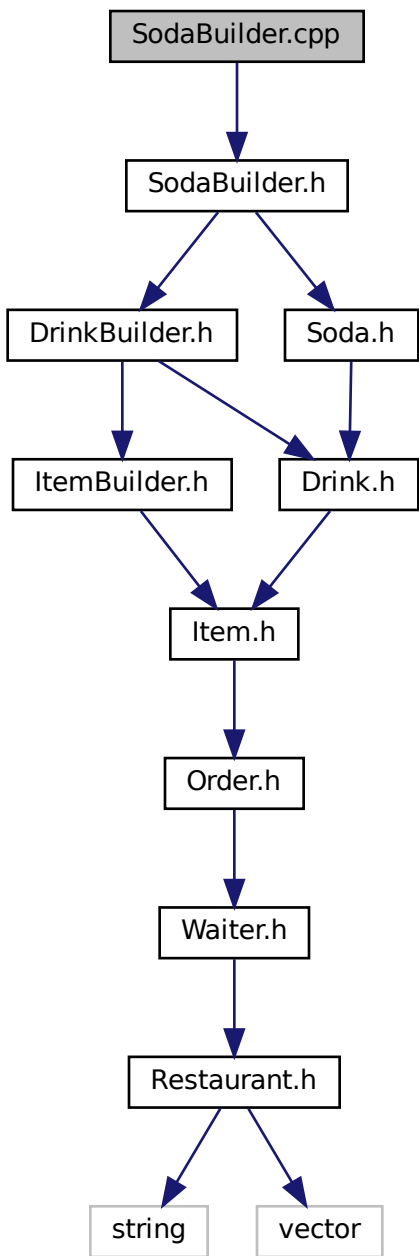 SodaBuilder.cpp
SodaBuilder.h
DrinkBuilder.h
Soda.h
ItemBuilder.h
Drink.h
Item.h
Order.h
Waiter.h
Restaurant.h
string
vector